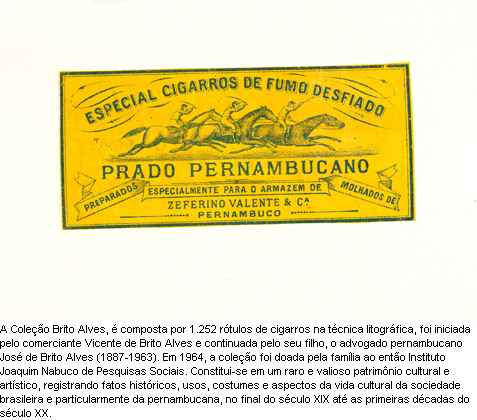 ESPECIAL CIGARROS DE FUMO DESFIADO
PRADO PERNAMBUCANO
PREPARADOS ESPECIALMENTE PARA O ARMAZEM DE MOLHADOS DE
ZEFERINO VALENTE & Cª
PERNAMBUCO
A Coleção Brito Alves, é composta por 1.252 rótulos de cigarros na técnica litográfica, foi iniciada
pelo comerciante Vicente de Brito Alves e continuada pelo seu filho, o advogado pernambucano
José de Brito Alves (1887-1963). Em 1964, a coleção foi doada pela família ao então Instituto
Joaquim Nabuco de Pesquisas Sociais. Constitui-se em um raro e valioso patrimônio cultural e
artístico, registrando fatos históricos, usos, costumes e aspectos da vida cultural da sociedade
brasileira e particularmente da pernambucana, no final do século XIX até as primeiras décadas do
século XX.